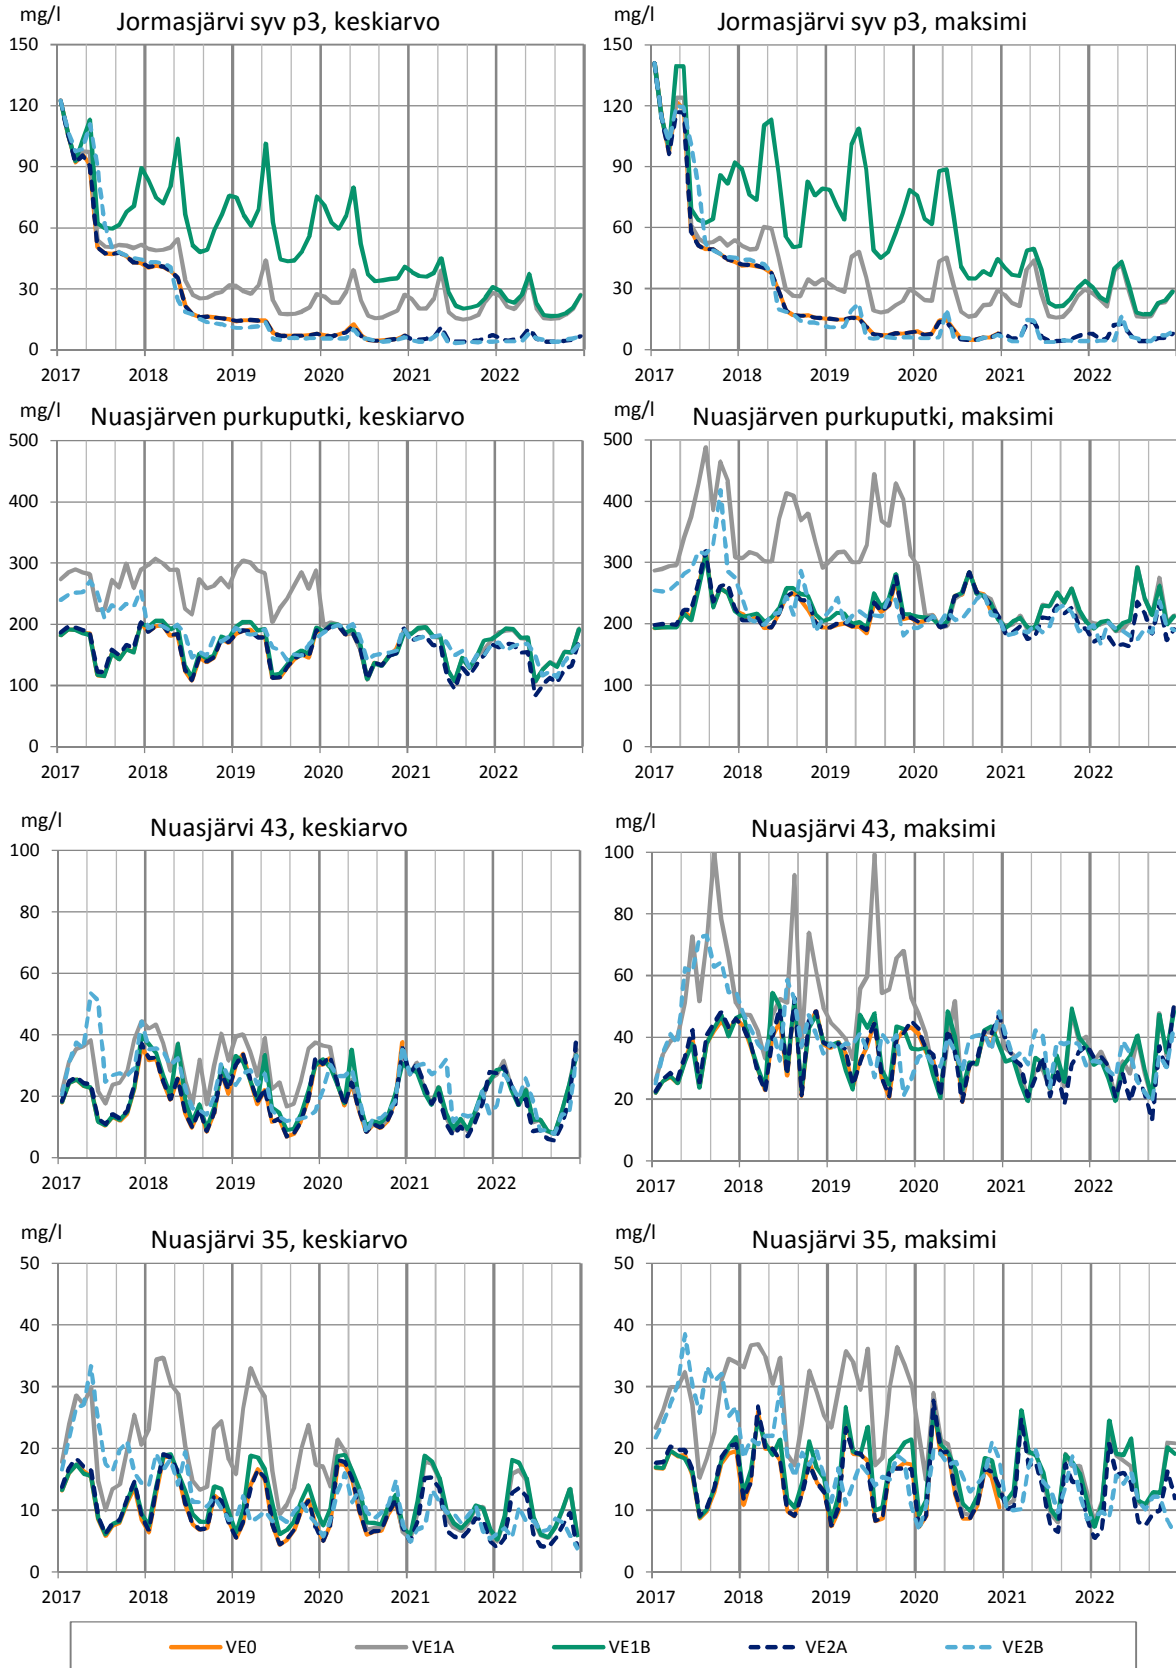 mg/l
Jormasjärvi syv p3, keskiarvo
150
120
90
60
30
0
2017 2018 2019 2020 2021 2022
mg/l
Jormasjärvi syv p3, maksimi
150
120
90
60
30
0
2017 2018 2019 2020 2021 2022
mg/l
Nuasjärven purkuputki, keskiarvo
500
400
300
200
100
0
2017 2018 2019 2020 2021 2022
mg/l
Nuasjärven purkuputki, maksimi
500
400
300
200
100
0
2017 2018 2019 2020 2021 2022
mg/l
Nuasjärvi 43, keskiarvo
100
80
60
40
20
0
2017 2018 2019 2020 2021 2022
mg/l
Nuasjärvi 43, maksimi
100
80
60
40
20
0
2017 2018 2019 2020 2021 2022
mg/l
Nuasjärvi 35, keskiarvo
50
40
30
20
10
0
2017 2018 2019 2020 2021 2022
mg/l
Nuasjärvi 35, maksimi
50
40
30
20
10
0
2017 2018 2019 2020 2021 2022
VE0 VE1A VE1B VE2A VE2B